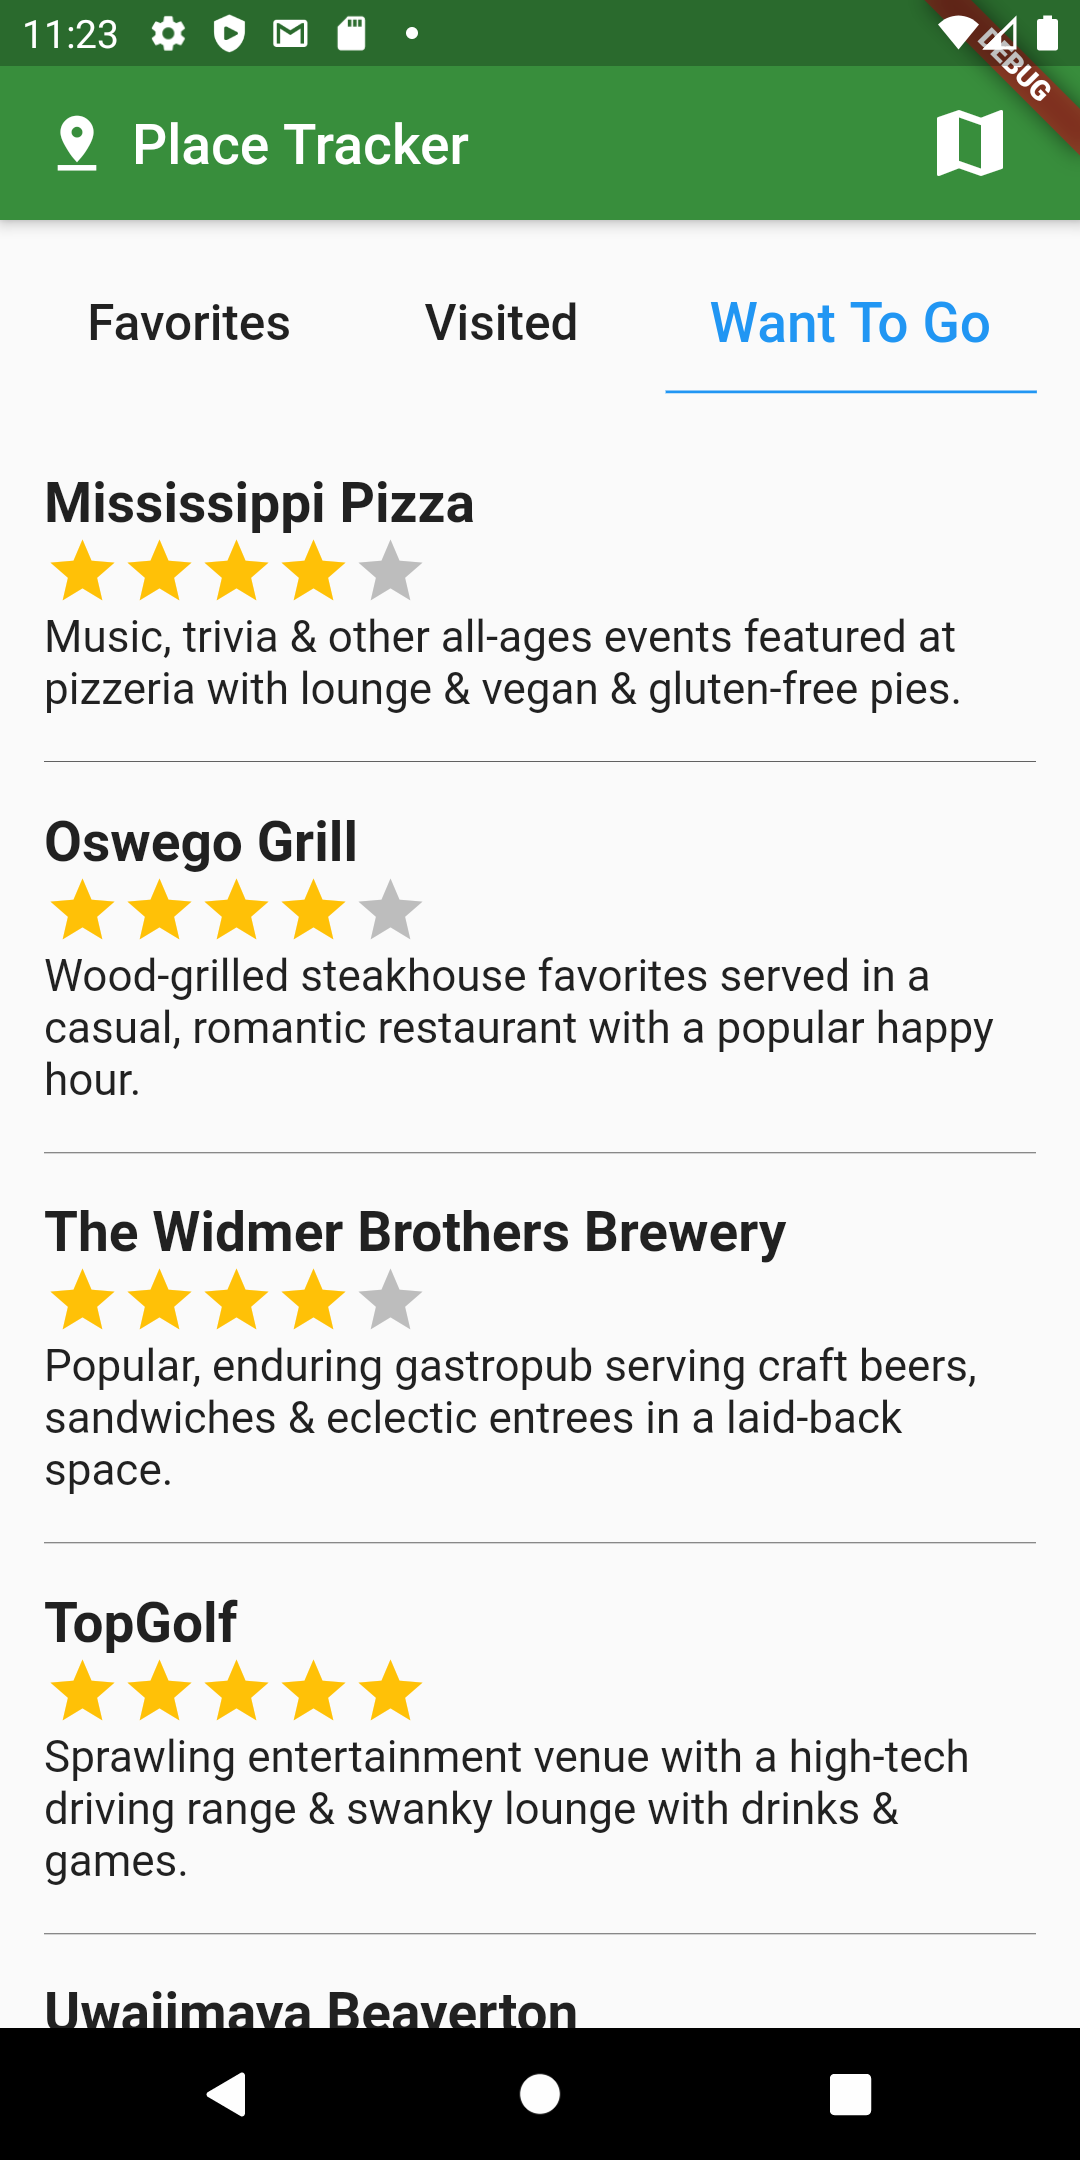 11:23
DEBUG
Place Tracker
Favorites Visited Want To Go
Mississippi Pizza
Music, trivia & other all-ages events featured at
pizzeria with lounge & vegan & gluten-free pies.
Oswego Grill
Wood-grilled steakhouse favorites served in a
casual, romantic restaurant with a popular happy
hour.
The Widmer Brothers Brewery
Popular, enduring gastropub serving craft beers,
sandwiches & eclectic entrees in a laid-back
space.
TopGolf
Sprawling entertainment venue with a high-tech
driving range & swanky lounge with drinks &
games.
Uwajimaya Beaverton